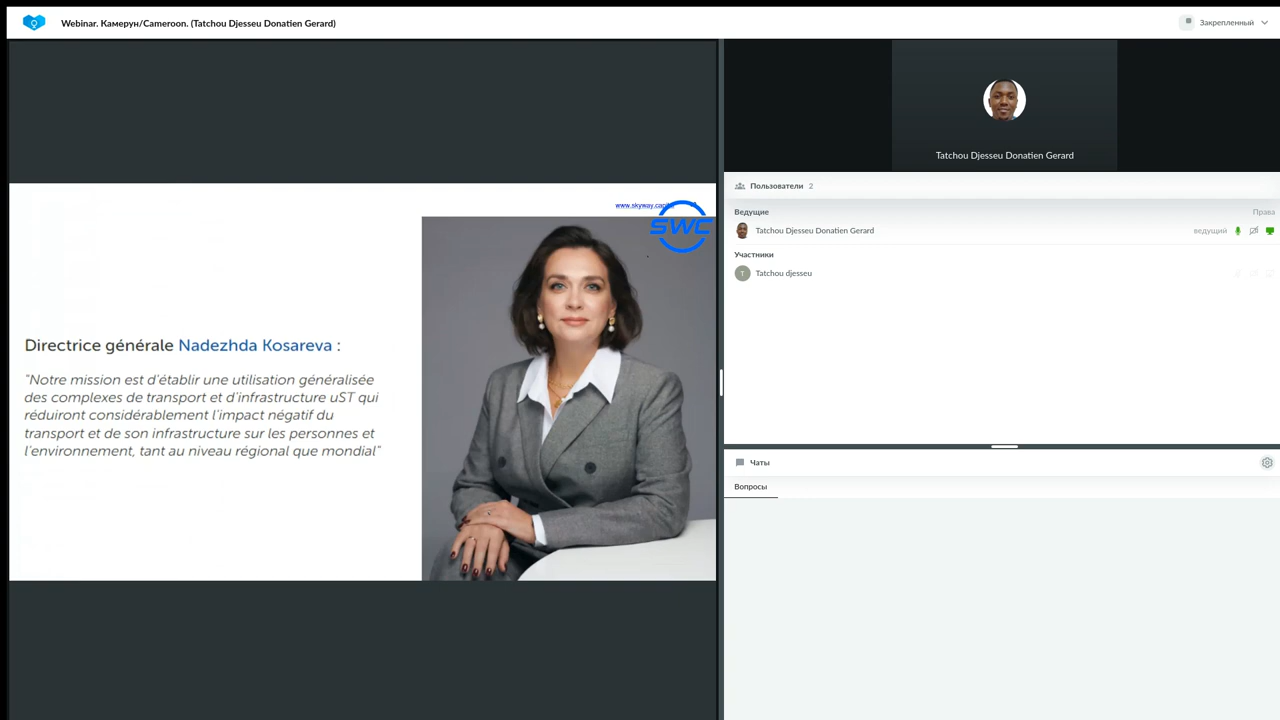 Webinar. Камерун/Cameroon. (Tatchou Djesseu Donatien Gerard)
Закрепленный
www.skyway.capital
SWC
Directrice générale Nadezhda Kosareva :
"Notre mission est d'établir une utilisation généralisée
des complexes de transport et d'infrastructure uST qui
réduiront considérablement l'impact négatif du
transport et de son infrastructure sur les personnes et
l'environnement, tant au niveau régional que mondial"
Tatchou Djesseu Donatien Gerard
Пользователи 2
Ведущие Права
Tatchou Djesseu Donatien Gerard ведущий
Участники
T Tatchou djesseu
Чаты
Вопросы